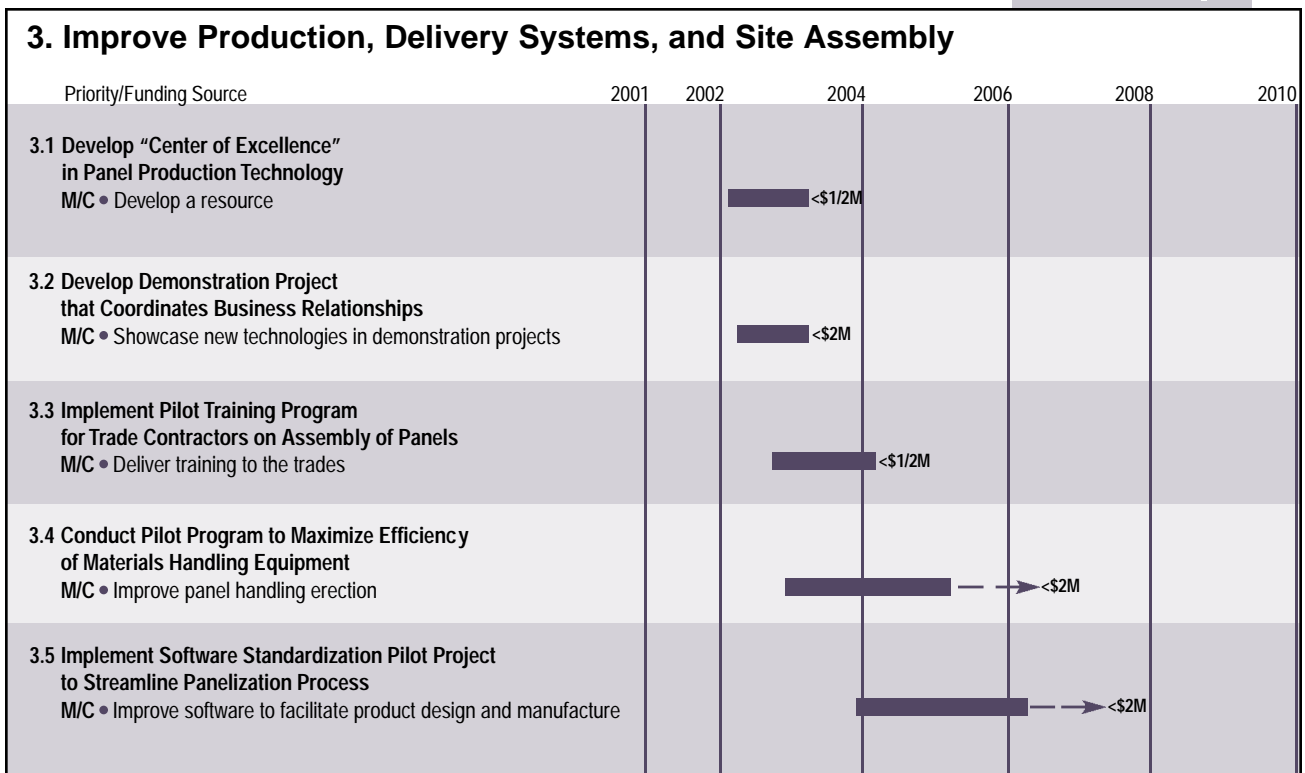 3. Improve Production, Delivery Systems, and Site Assembly
Priority/Funding Source 2001 2002 2004 2006 2008 2010
3.1 Develop “Center of Excellence”
in Panel Production Technology
M/C • Develop a resource
<$1/2M
3.2 Develop Demonstration Project
that Coordinates Business Relationships
M/C • Showcase new technologies in demonstration projects
<$2M
3.3 Implement Pilot Training Program
for Trade Contractors on Assembly of Panels
M/C • Deliver training to the trades
<$1/2M
3.4 Conduct Pilot Program to Maximize Efficiency
of Materials Handling Equipment
M/C • Improve panel handling erection
<$2M
3.5 Implement Software Standardization Pilot Project
to Streamline Panelization Process
M/C • Improve software to facilitate product design and manufacture
<$2M